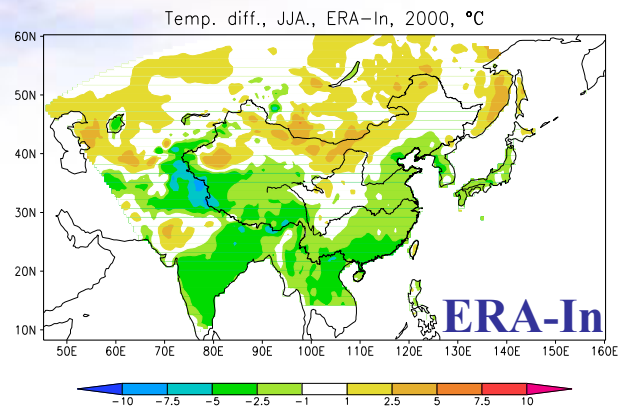 Temp. diff., JJA., ERA−In, 2000, °C
60N
50N
40N
30N
20N
10N
50E 60E 70E 80E 90E 100E 110E 120E 130E 140E 150E 160E
ERA-In
−10 −7.5 −5 −2.5 −1 1 2.5 5 7.5 10